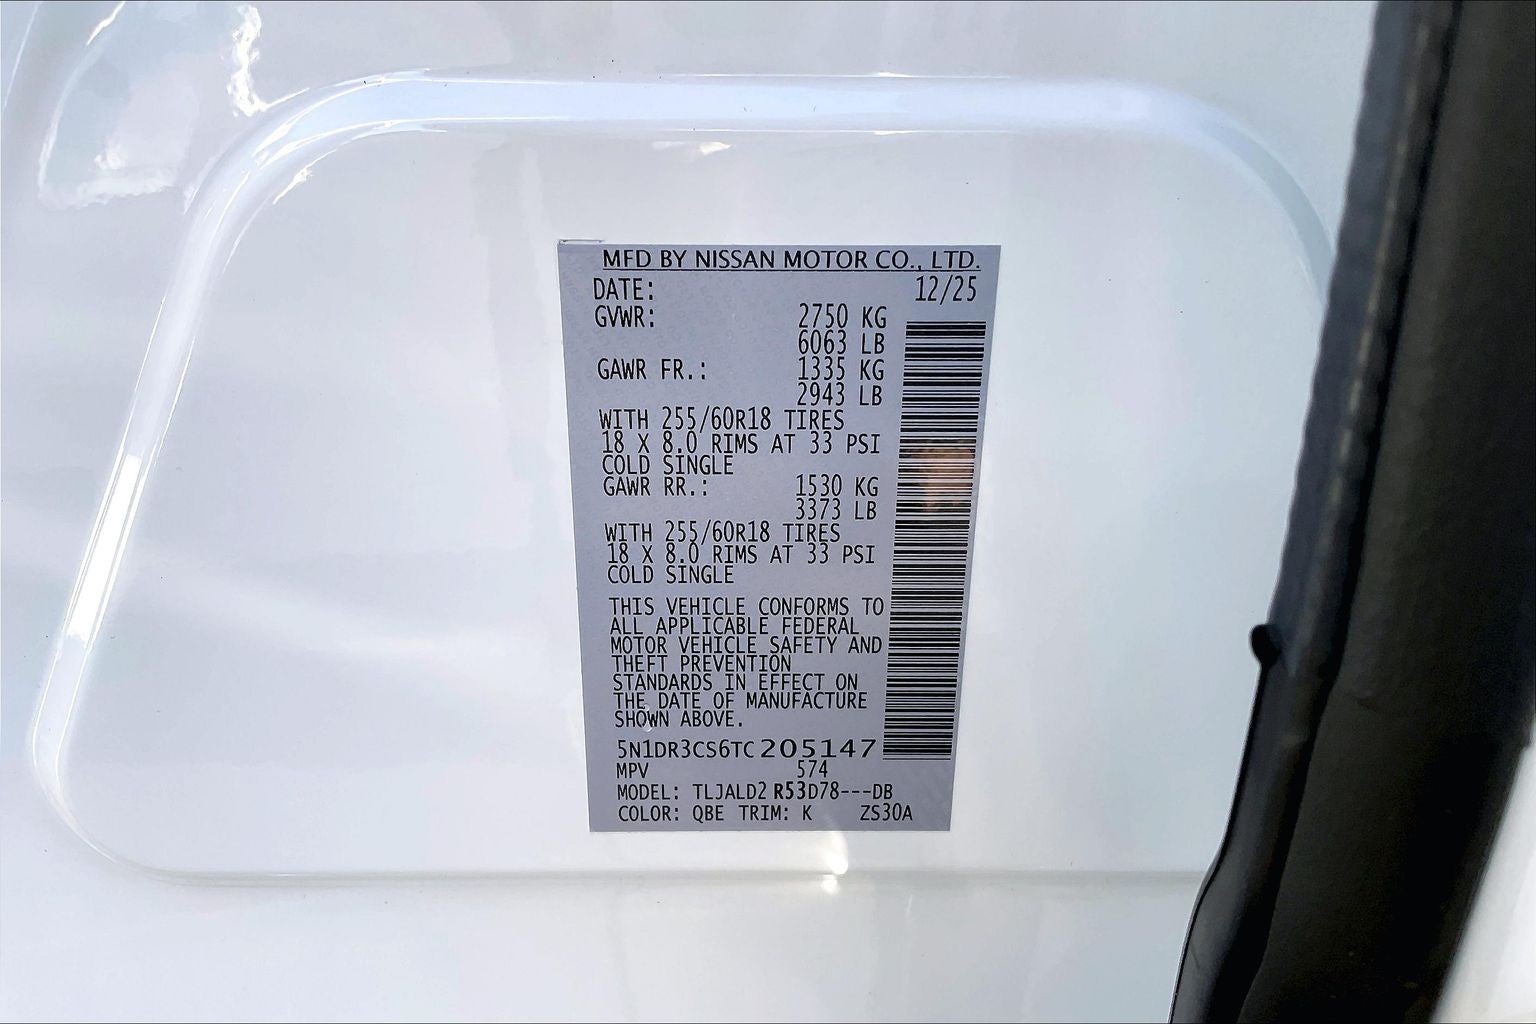 MFD BY NISSAN MOTOR CO., LTD.
DATE: 12/25
GVWR: 2750 KG
6063 LB
GAWR FR.: 1335 KG
2943 LB
WITH 255/60R18 TIRES
18 X 8.0 RIMS AT 33 PSI
COLD SINGLE
GAWR RR.: 1530 KG
3373 LB
WITH 255/60R18 TIRES
18 X 8.0 RIMS AT 33 PSI
COLD SINGLE
THIS VEHICLE CONFORMS TO
ALL APPLICABLE FEDERAL
MOTOR VEHICLE SAFETY AND
THEFT PREVENTION
STANDARDS IN EFFECT ON
THE DATE OF MANUFACTURE
SHOWN ABOVE.
5N1DR3CS6TC205147
MPV 574
MODEL: TLJALD2 R53D78---DB
COLOR: QBE TRIM: K ZS30A